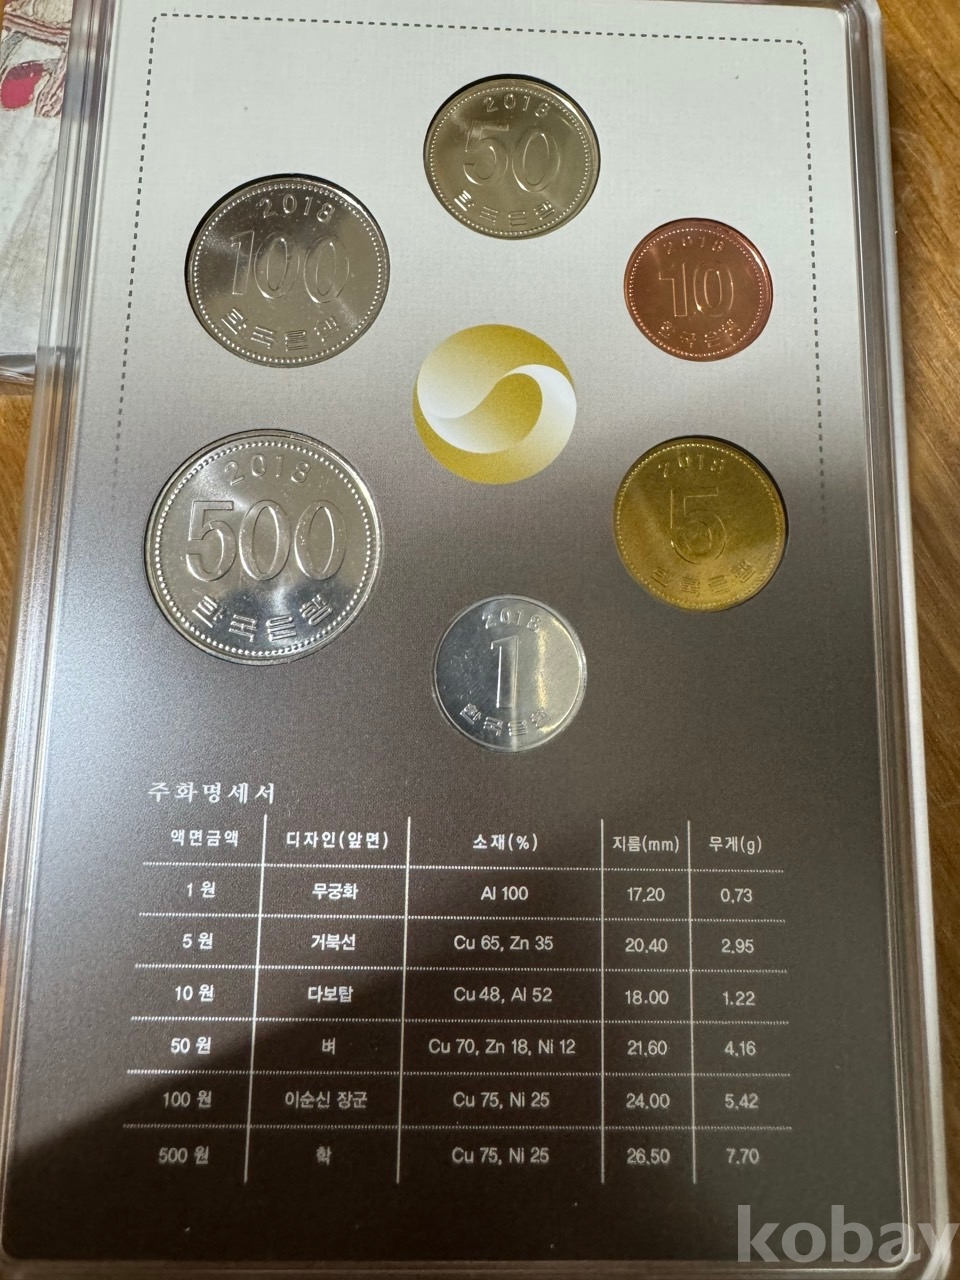 2018
50
한국은행
2018
100
한국은행
2018
10
한국은행
2018
500
한국은행
2018
5
한국은행
2018
1
한국은행
주화명세서
액면금액 디자인(앞면) 소재(%) 지름(mm) 무게(g)
1 원 무궁화 Al 100 17.20 0.73
5 원 거북선 Cu 65, Zn 35 20.40 2.95
10 원 다보탑 Cu 48, Al 52 18.00 1.22
50 원 벼 Cu 70, Zn 18, Ni 12 21.60 4.16
100 원 이순신 장군 Cu 75, Ni 25 24.00 5.42
500 원 학 Cu 75, Ni 25 26.50 7.70
kobay